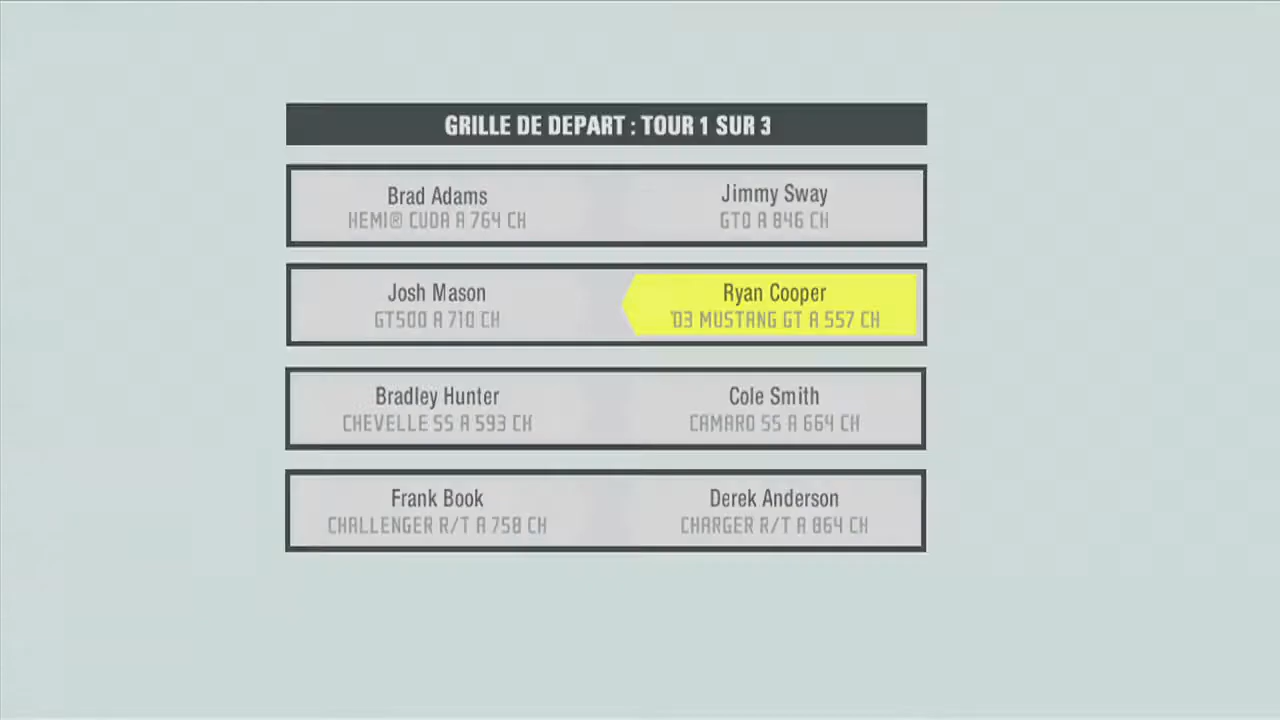 GRILLE DE DEPART : TOUR 1 SUR 3
Brad Adams
HEMI® CUDA A 764 CH
Jimmy Sway
GTO A 846 CH
Josh Mason
GT500 A 710 CH
Ryan Cooper
'03 MUSTANG GT A 557 CH
Bradley Hunter
CHEVELLE SS A 593 CH
Cole Smith
CAMARO SS A 664 CH
Frank Book
CHALLENGER R/T A 758 CH
Derek Anderson
CHARGER R/T A 864 CH